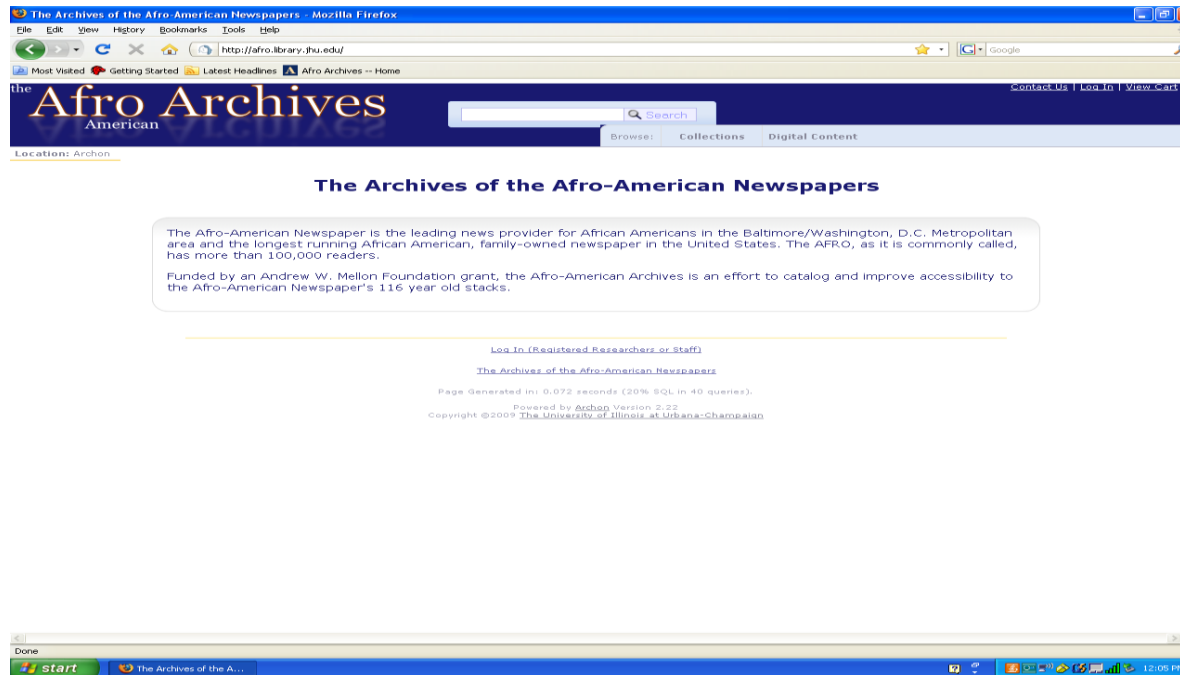 The Archives of the Afro-American Newspapers - Mozilla Firefox
File Edit View History Bookmarks Tools Help
http://afro.library.jhu.edu/
G Google
Most Visited Getting Started Latest Headlines Afro Archives -- Home
the Afro Archives
American
Contact Us | Log In | View Cart
Search
Browse: Collections Digital Content
Location: Archon
The Archives of the Afro-American Newspapers
The Afro-American Newspaper is the leading news provider for African Americans in the Baltimore/Washington, D.C. Metropolitan
area and the longest running African American, family-owned newspaper in the United States. The AFRO, as it is commonly called,
has more than 100,000 readers.
Funded by an Andrew W. Mellon Foundation grant, the Afro-American Archives is an effort to catalog and improve accessibility to
the Afro-American Newspaper's 116 year old stacks.
Log In (Registered Researchers or Staff)
The Archives of the Afro-American Newspapers
Page Generated in: 0.072 seconds (20% SQL in 40 queries).
Powered by Archon Version 2.22
Copyright ©2009 The University of Illinois at Urbana-Champaign
Done
start The Archives of the A... 12:05 PM